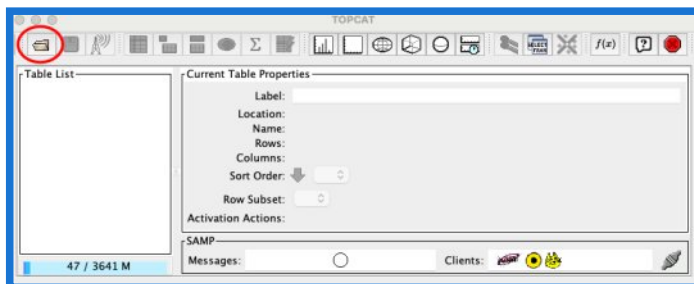 TOPCAT
Σ
SELECT
f(x)
?
Table List
Current Table Properties
Label:
Location:
Name:
Rows:
Columns:
Sort Order:
Row Subset:
Activation Actions:
SAMP
47 / 3641 M
Messages:
Clients: